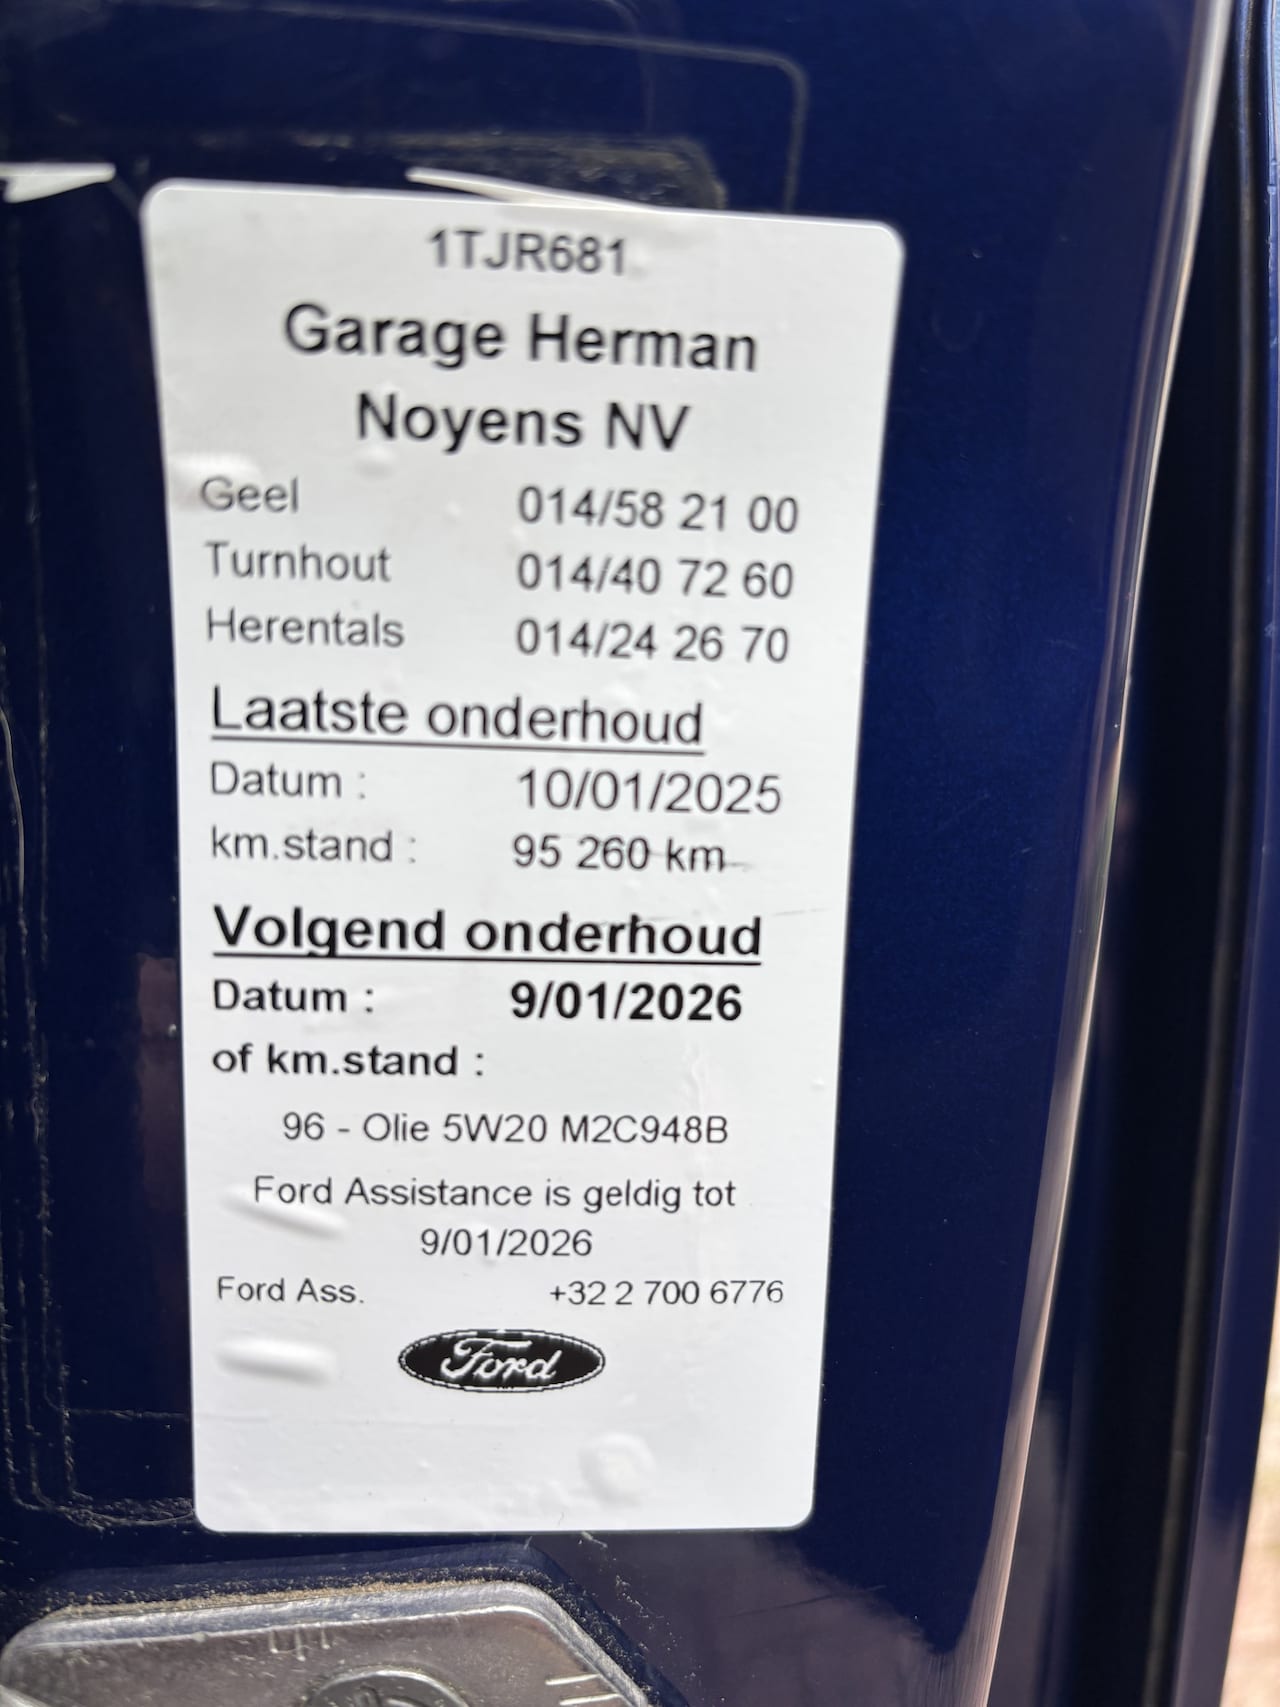 1TJR681
Garage Herman
Noyens NV
Geel 014/58 21 00
Turnhout 014/40 72 60
Herentals 014/24 26 70
Laatste onderhoud
Datum : 10/01/2025
km.stand : 95 260 km
Volgend onderhoud
Datum : 9/01/2026
of km.stand :
96 - Olie 5W20 M2C948B
Ford Assistance is geldig tot
9/01/2026
Ford Ass. +32 2 700 6776
Ford